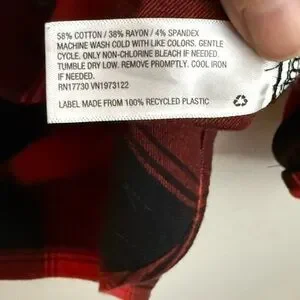 58% COTTON / 38% RAYON / 4% SPANDEX
MACHINE WASH COLD WITH LIKE COLORS. GENTLE
CYCLE. ONLY NON-CHLORINE BLEACH IF NEEDED.
TUMBLE DRY LOW. REMOVE PROMPTLY. COOL IRON
IF NEEDED.
RN17730 VN1973122
LABEL MADE FROM 100% RECYCLED PLASTIC